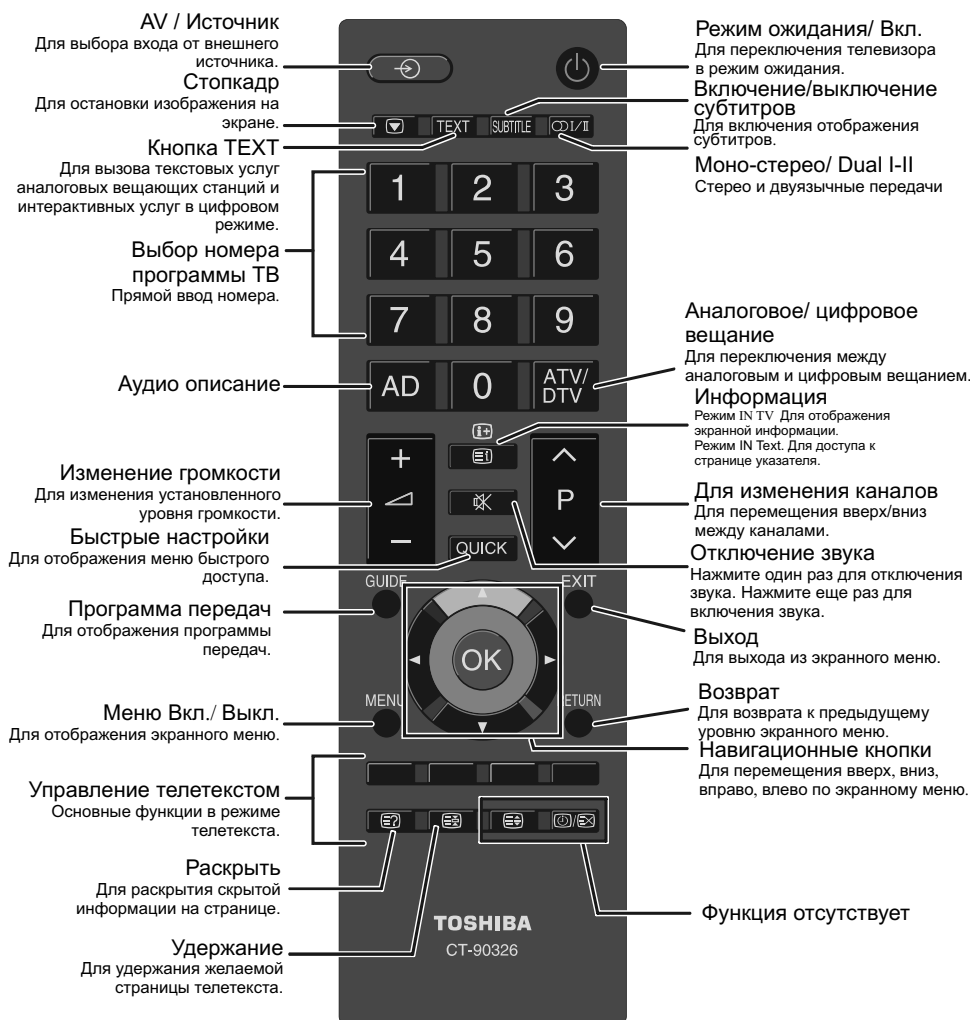 AV / Источник
Для выбора входа от внешнего
источника.
Стопкадр
Для остановки изображения на
экране.
Кнопка TEXT
Для вызова текстовых услуг
аналоговых вещающих станций и
интерактивных услуг в цифровом
режиме.
Выбор номера
программы ТВ
Прямой ввод номера.
Аудио описание
Изменение громкости
Для изменения установленного
уровня громкости.
Быстрые настройки
Для отображения меню быстрого
доступа.
Программа передач
Для отображения программы
передач.
Меню Вкл./ Выкл.
Для отображения экранного меню.
Управление телетекстом
Основные функции в режиме
телетекста.
Раскрыть
Для раскрытия скрытой
информации на странице.
Удержание
Для удержания желаемой
страницы телетекста.
TEXT SUBTITLE I/II
1 2 3
4 5 6
7 8 9
AD 0 ATV/
DTV
i+
+
P
−
QUICK
GUIDE EXIT
OK
MENU ETURN
TOSHIBA
CT-90326
Режим ожидания/ Вкл.
Для переключения телевизора
в режим ожидания.
Включение/выключение
субтитров
Для включения отображения
субтитров.
Моно-стерео/ Dual I-II
Стерео и двуязычные передачи
Аналоговое/ цифровое
вещание
Для переключения между
аналоговым и цифровым вещанием.
Информация
Режим IN TV Для отображения
экранной информации.
Режим IN Text. Для доступа к
странице указателя.
Для изменения каналов
Для перемещения вверх/вниз
между каналами.
Отключение звука
Нажмите один раз для отключения
звука. Нажмите еще раз для
включения звука.
Выход
Для выхода из экранного меню.
Возврат
Для возврата к предыдущему
уровню экранного меню.
Навигационные кнопки
Для перемещения вверх, вниз,
вправо, влево по экранному меню.
Функция отсутствует